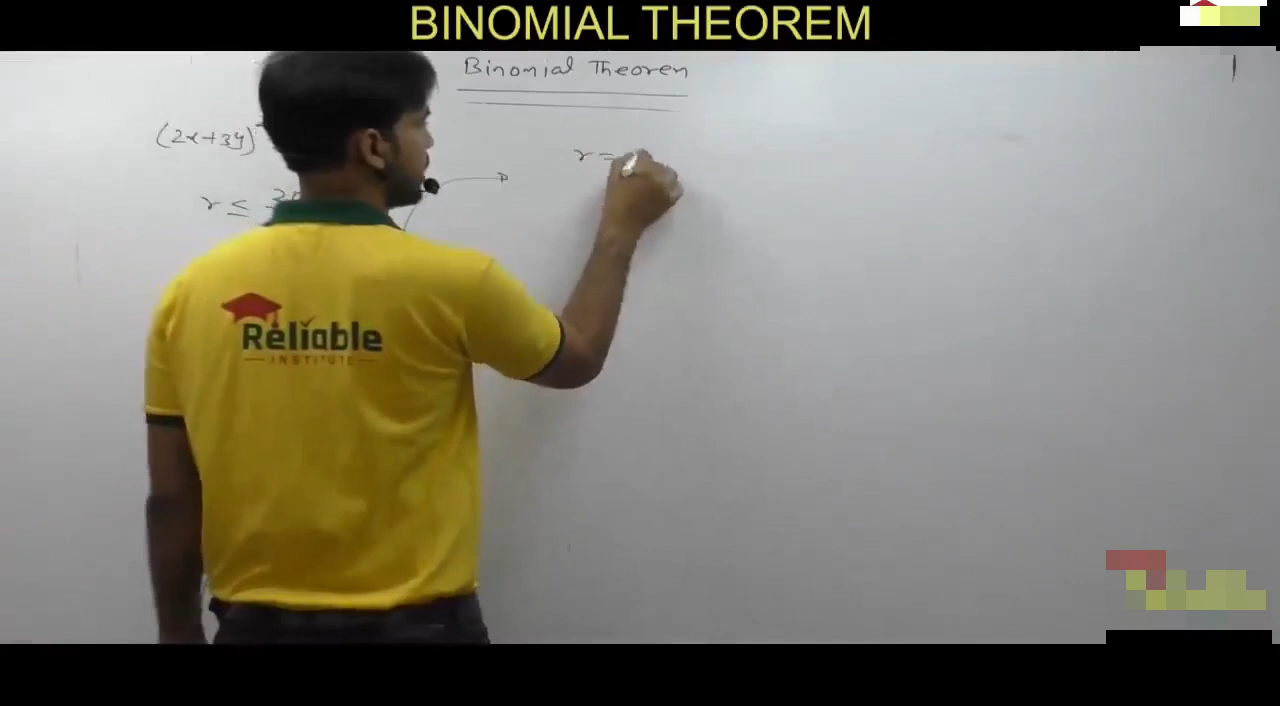 BINOMIAL THEOREM
Binomial Theorem
(2x+3y)
r =
r ≤
Reliable
INSTITUTE